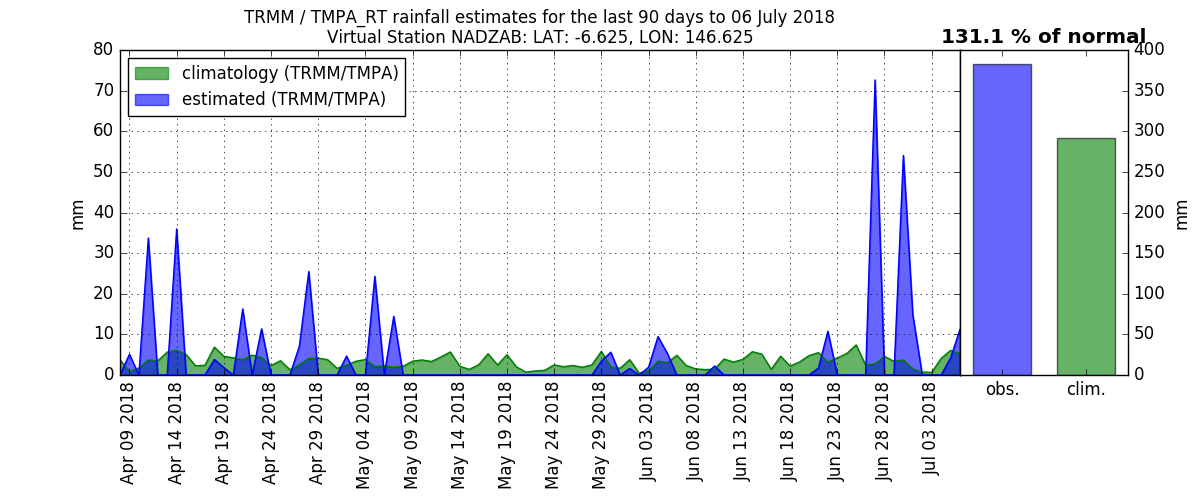 TRMM / TMPA_RT rainfall estimates for the last 90 days to 06 July 2018
Virtual Station NADZAB: LAT: -6.625, LON: 146.625
131.1 % of normal
climatology (TRMM/TMPA)
estimated (TRMM/TMPA)
mm
80
70
60
50
40
30
20
10
0
Apr 09 2018
Apr 14 2018
Apr 19 2018
Apr 24 2018
Apr 29 2018
May 04 2018
May 09 2018
May 14 2018
May 19 2018
May 24 2018
May 29 2018
Jun 03 2018
Jun 08 2018
Jun 13 2018
Jun 18 2018
Jun 23 2018
Jun 28 2018
Jul 03 2018
400
350
300
250
200
150
100
50
0
mm
obs.
clim.